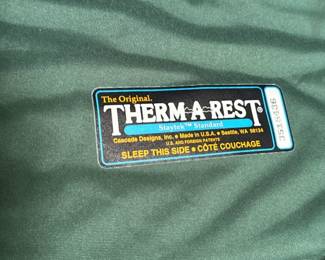 The Original.
THERM-A-REST®
Staytek™ Standard
Cascade Designs, Inc. • Made in U.S.A. • Seattle, WA 98134
U.S. AND FOREIGN PATENTS
SLEEP THIS SIDE • CÔTÉ COUCHAGE